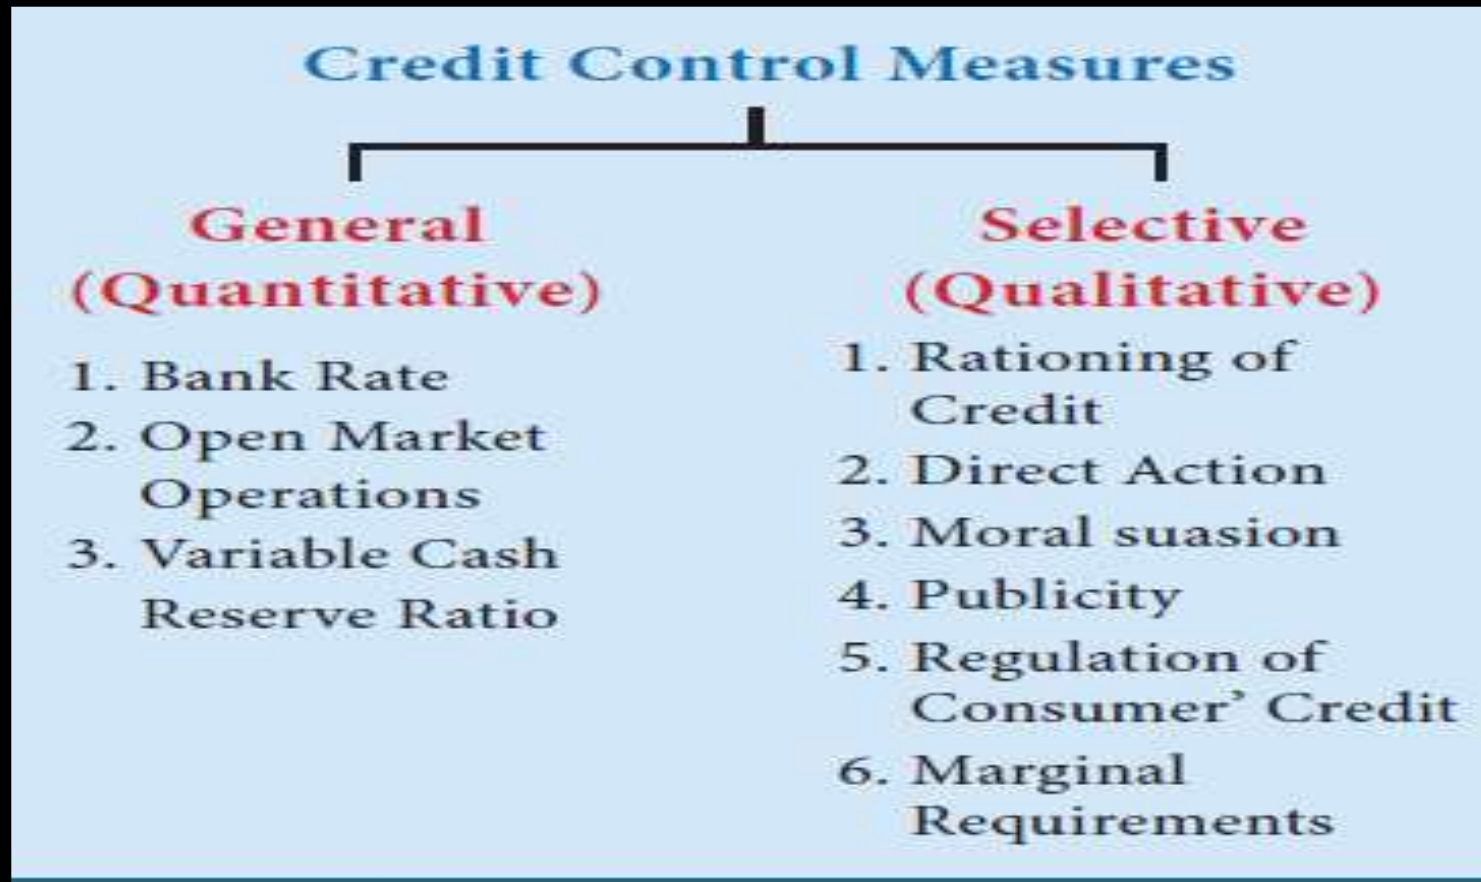 Credit Control Measures
General
(Quantitative)
1. Bank Rate
2. Open Market
Operations
3. Variable Cash
Reserve Ratio
Selective
(Qualitative)
1. Rationing of
Credit
2. Direct Action
3. Moral suasion
4. Publicity
5. Regulation of
Consumer’ Credit
6. Marginal
Requirements